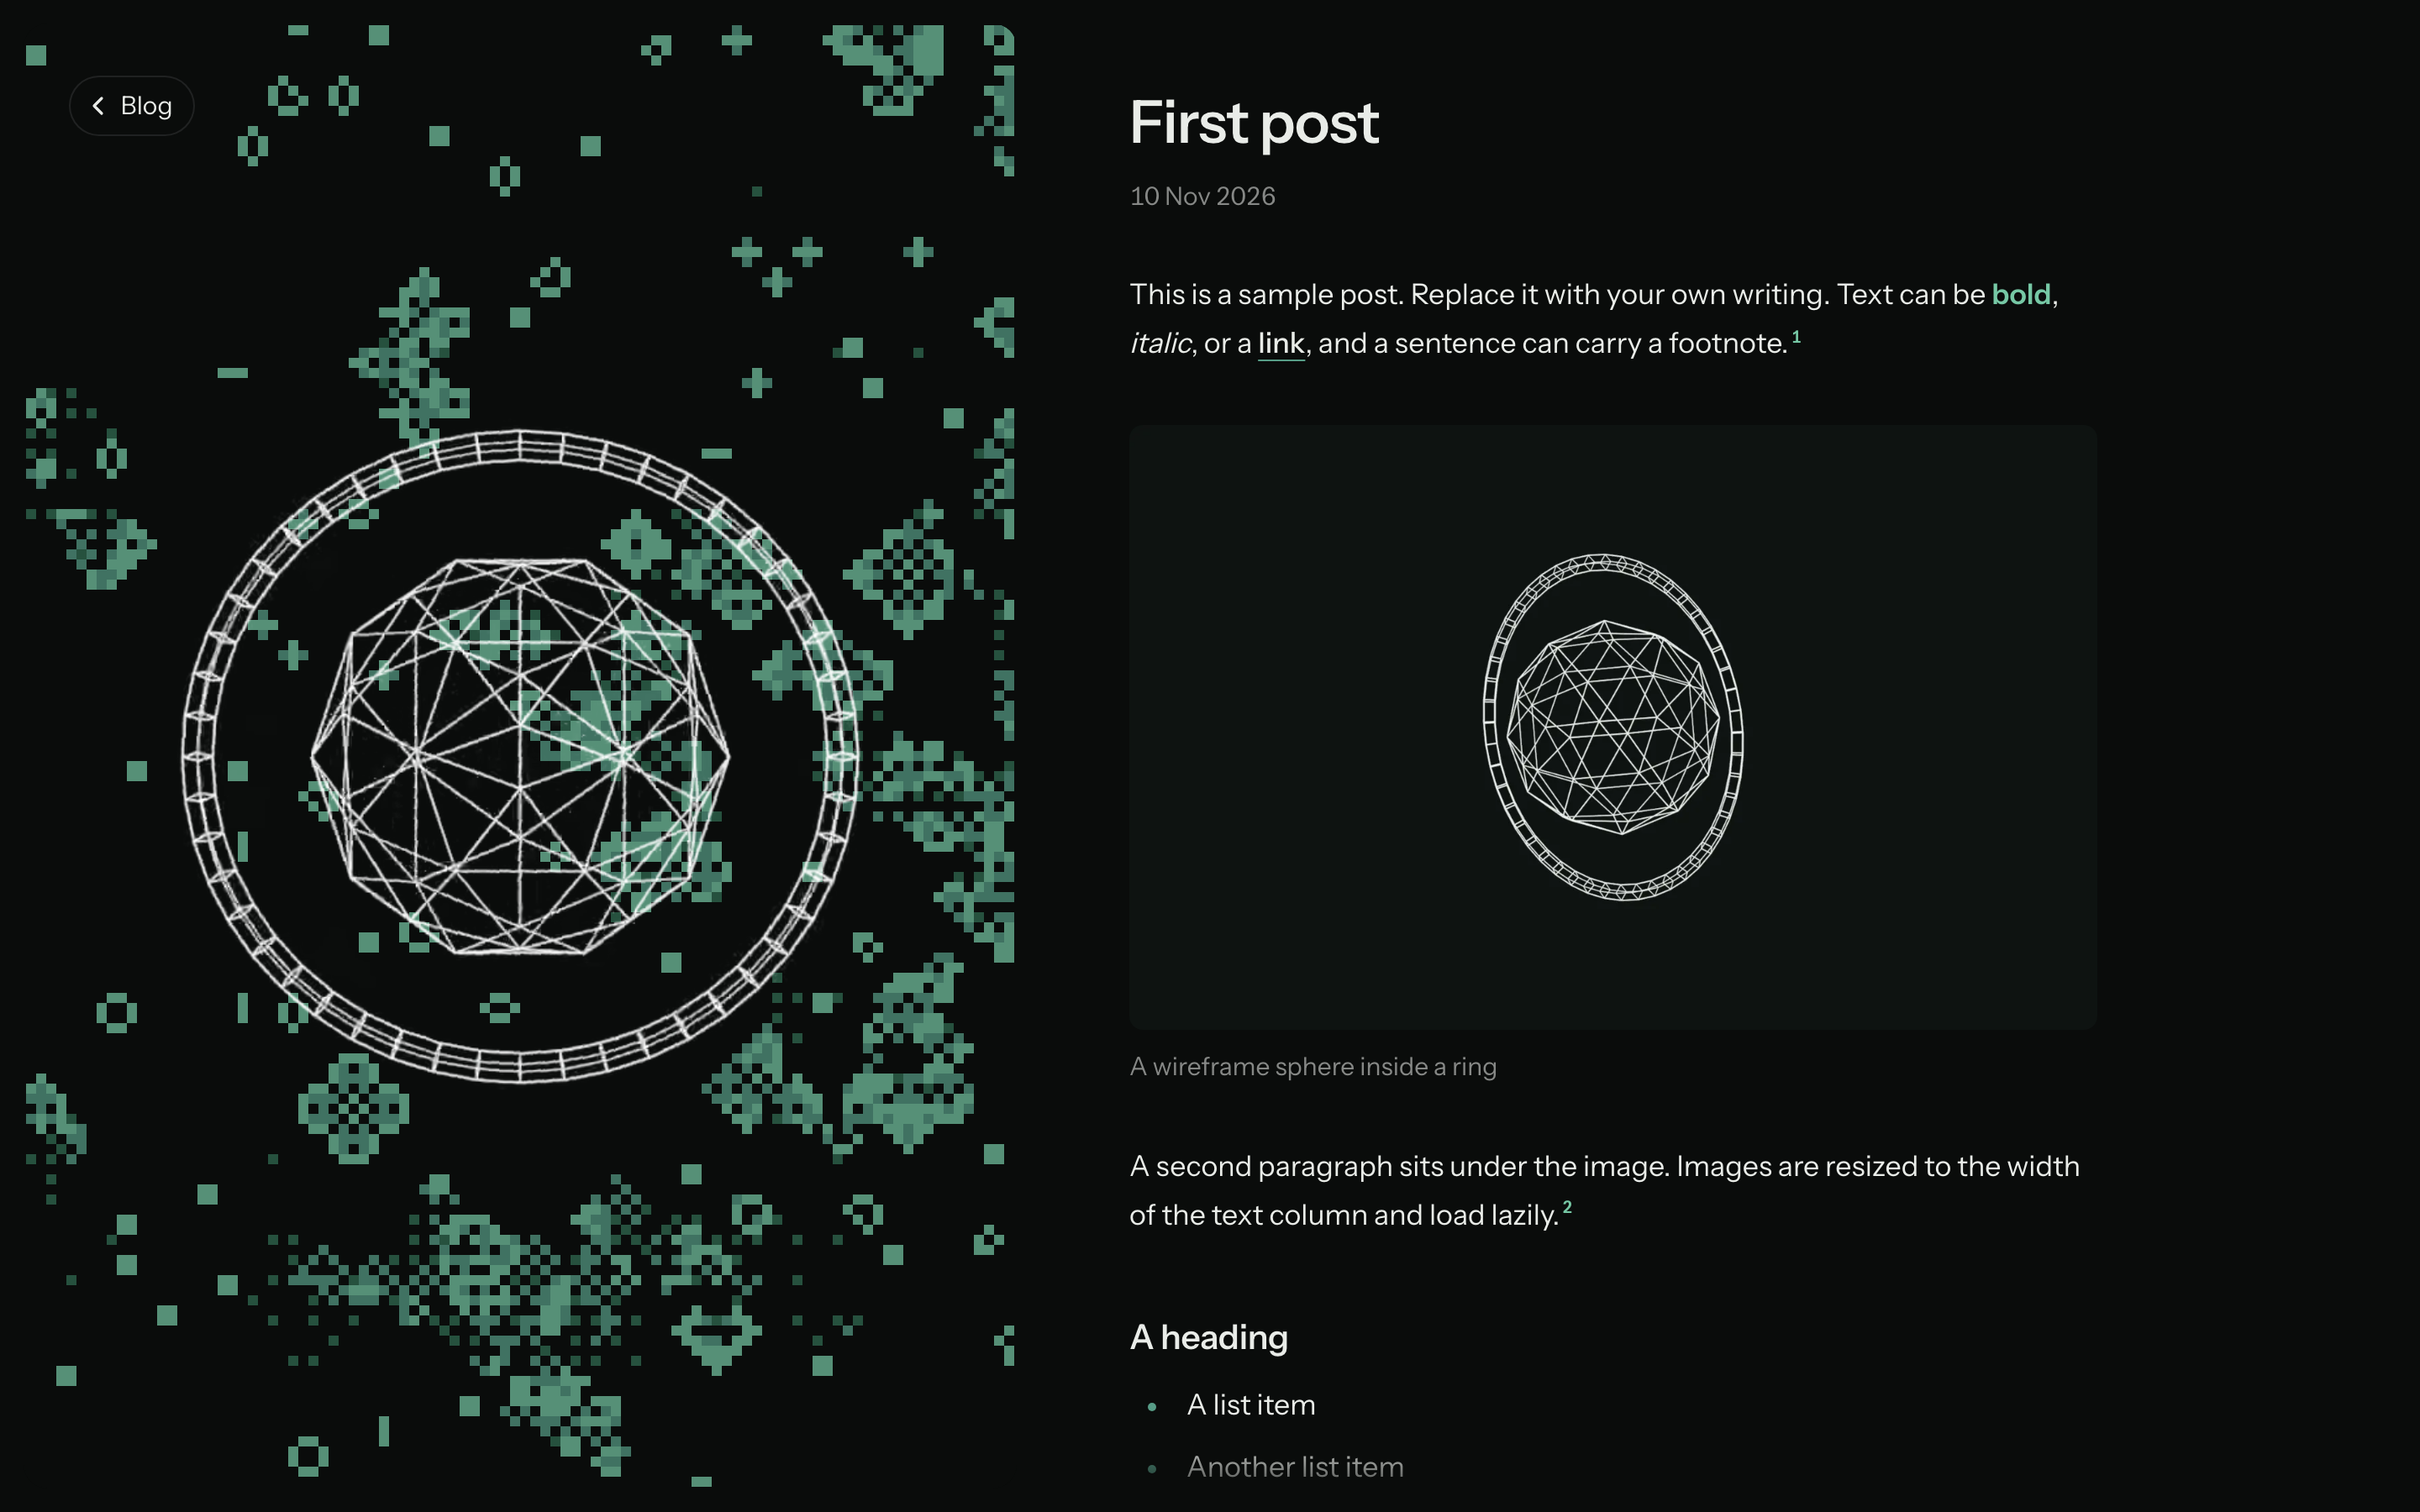 Blog
First post
10 Nov 2026
This is a sample post. Replace it with your own writing. Text can be bold,
italic, or a link, and a sentence can carry a footnote. 1
A wireframe sphere inside a ring
A second paragraph sits under the image. Images are resized to the width
of the text column and load lazily. 2
A heading
• A list item
• Another list item